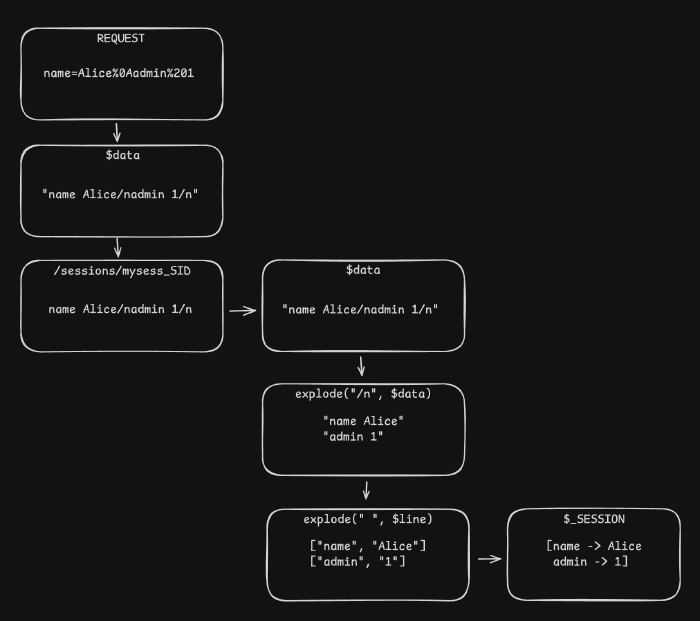 REQUEST
name=Alice%0Aadmin%201
$data
"name Alice/nadmin 1/n"
/sessions/mysess_SID
name Alice/nadmin 1/n
$data
"name Alice/nadmin 1/n"
explode("/n", $data)
"name Alice"
"admin 1"
explode(" ", $line)
["name", "Alice"]
["admin", "1"]
$_SESSION
[name -> Alice
admin -> 1]